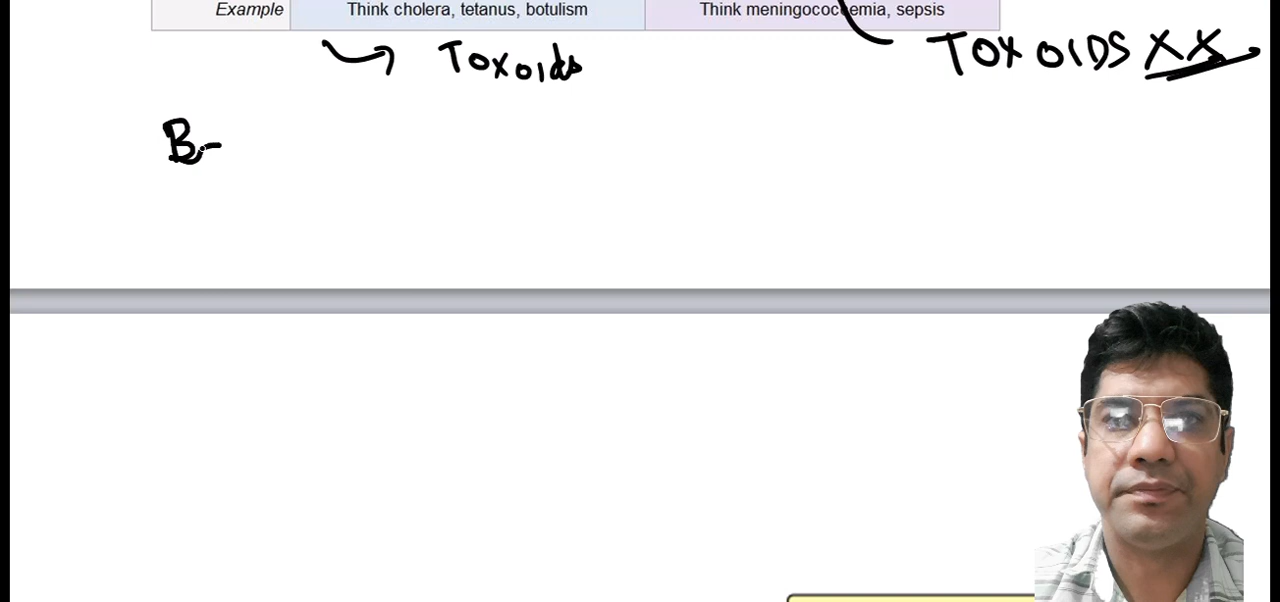 Example Think cholera, tetanus, botulism Think meningococcemia, sepsis
Toxoids TOXOIDS XX
B-